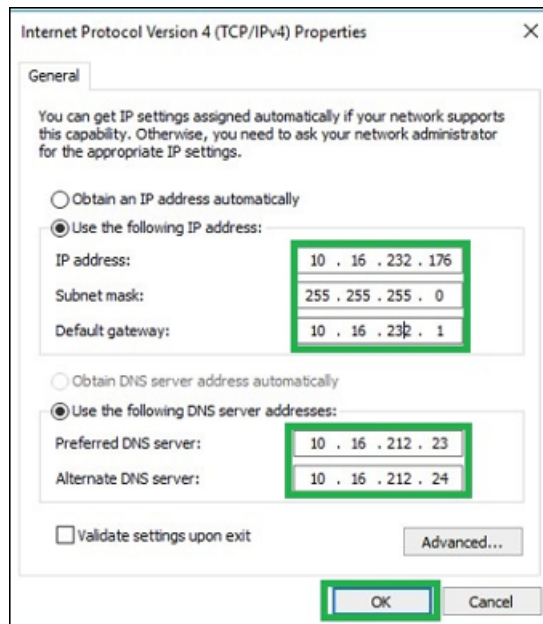 Internet Protocol Version 4 (TCP/IPv4) Properties
General
You can get IP settings assigned automatically if your network supports
this capability. Otherwise, you need to ask your network administrator
for the appropriate IP settings.
Obtain an IP address automatically
Use the following IP address:
IP address: 10 . 16 . 232 . 176
Subnet mask: 255 . 255 . 255 . 0
Default gateway: 10 . 16 . 232 . 1
Obtain DNS server address automatically
Use the following DNS server addresses:
Preferred DNS server: 10 . 16 . 212 . 23
Alternate DNS server: 10 . 16 . 212 . 24
Validate settings upon exit
Advanced...
OK Cancel